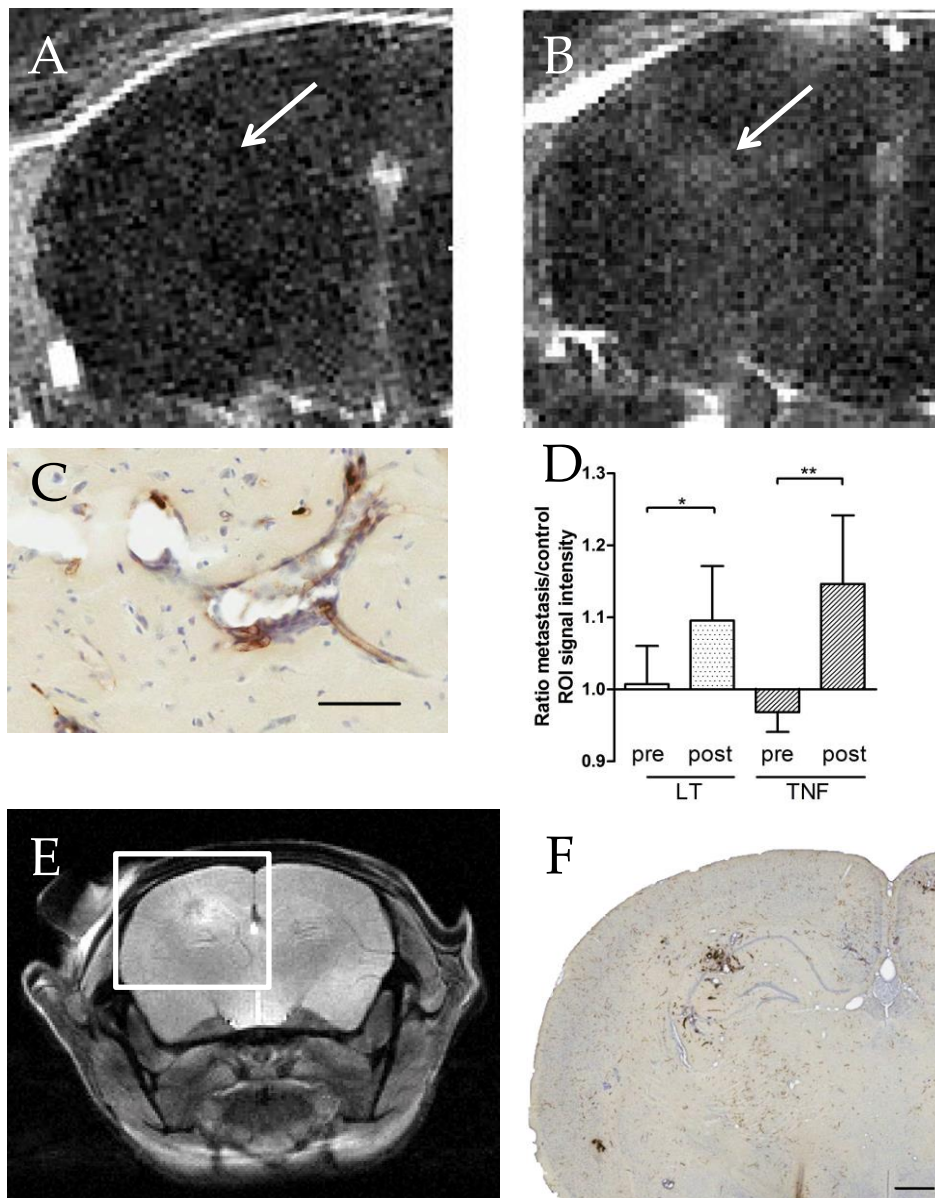 A
B
C
D
Ratio metastasis/control
ROI signal intensity
1.3
1.2
1.1
1.0
0.9
*
**
pre
post
pre
post
LT
TNF
E
F